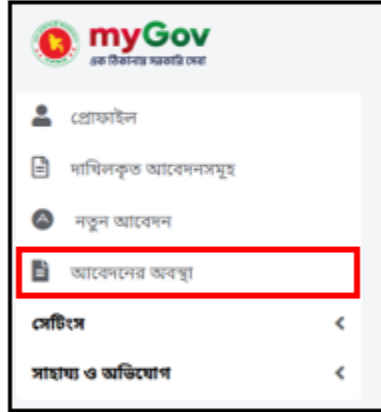 myGov
এক ঠিকানায় সরকারি সেবা
প্রোফাইল
দাখিলকৃত আবেদনসমূহ
নতুন আবেদন
আবেদনের অবস্থা
সেটিংস
সাহায্য ও অভিযোগ